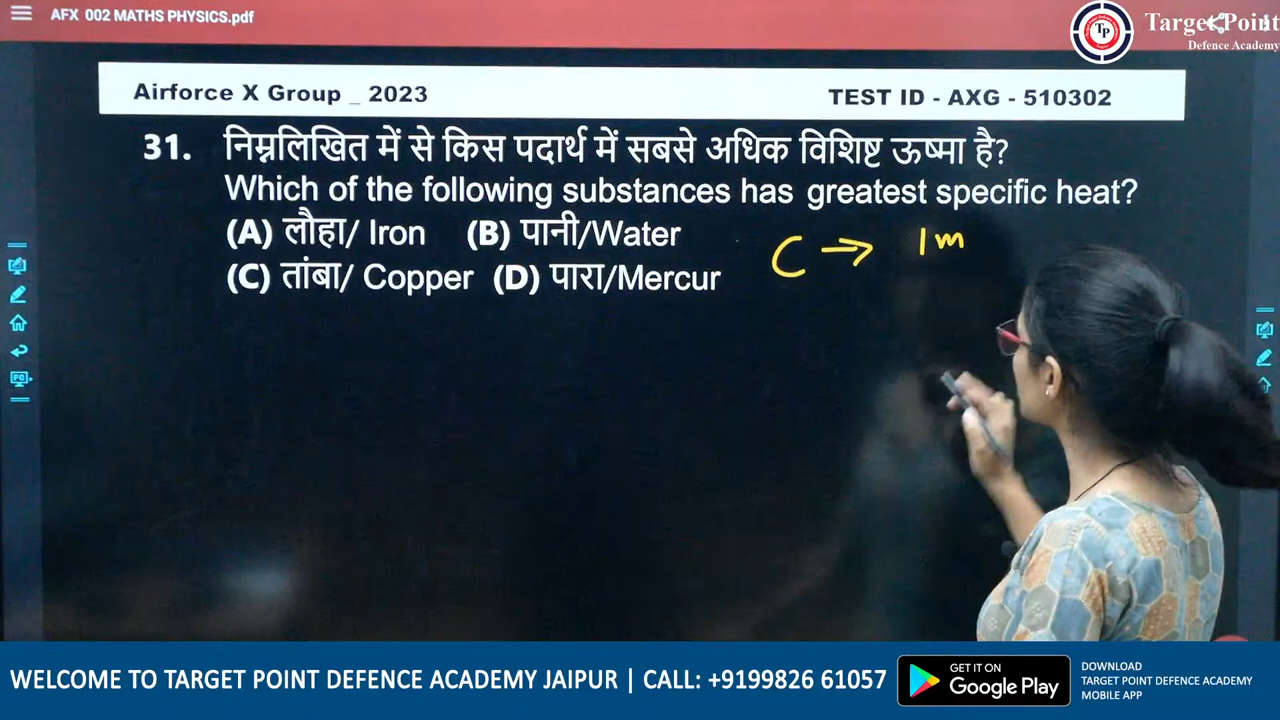 AFX 002 MATHS PHYSICS.pdf
Target Point
Defence Academy
TP
Airforce X Group _ 2023
TEST ID - AXG - 510302
31. निम्नलिखित में से किस पदार्थ में सबसे अधिक विशिष्ट ऊष्मा है?
Which of the following substances has greatest specific heat?
(A) लौहा/ Iron (B) पानी/Water
(C) तांबा/ Copper (D) पारा/Mercur
C → 1m
WELCOME TO TARGET POINT DEFENCE ACADEMY JAIPUR | CALL: +9199826 61057
GET IT ON
Google Play
DOWNLOAD
TARGET POINT DEFENCE ACADEMY
MOBILE APP